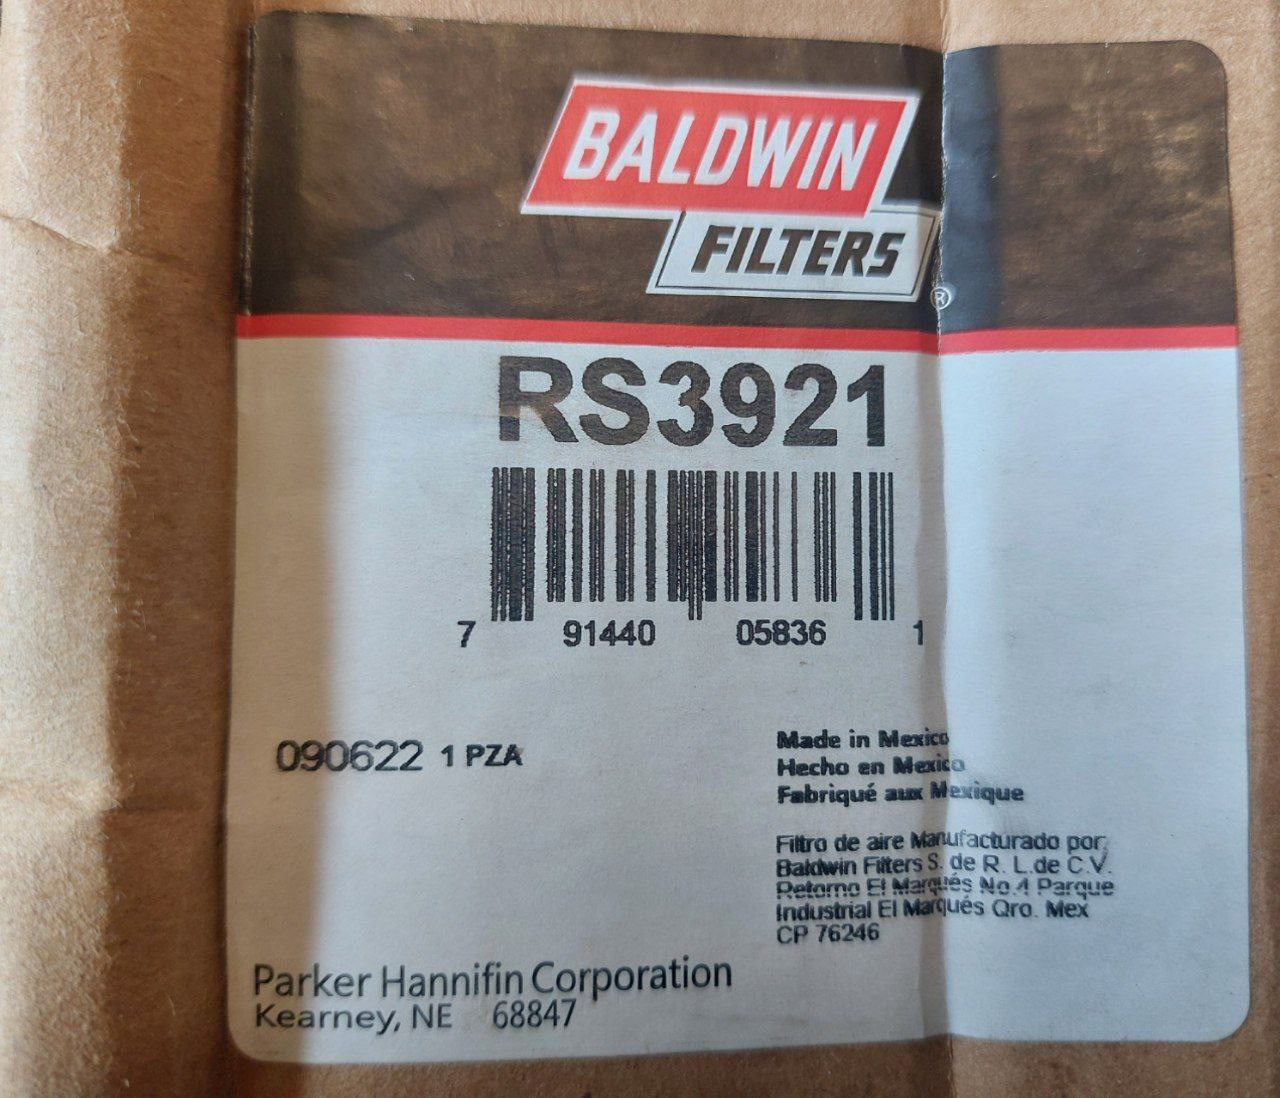 BALDWIN
FILTERS
®
RS3921
7 91440 05836 1
090622 1 PZA
Made in Mexico
Hecho en Mexico
Fabriqué aux Mexique
Filtro de aire Manufacturado por:
Baldwin Filters S. de R. L.de C.V.
Retorno El Marqués No.4 Parque
Industrial El Marqués Qro. Mex
CP 76246
Parker Hannifin Corporation
Kearney, NE 68847